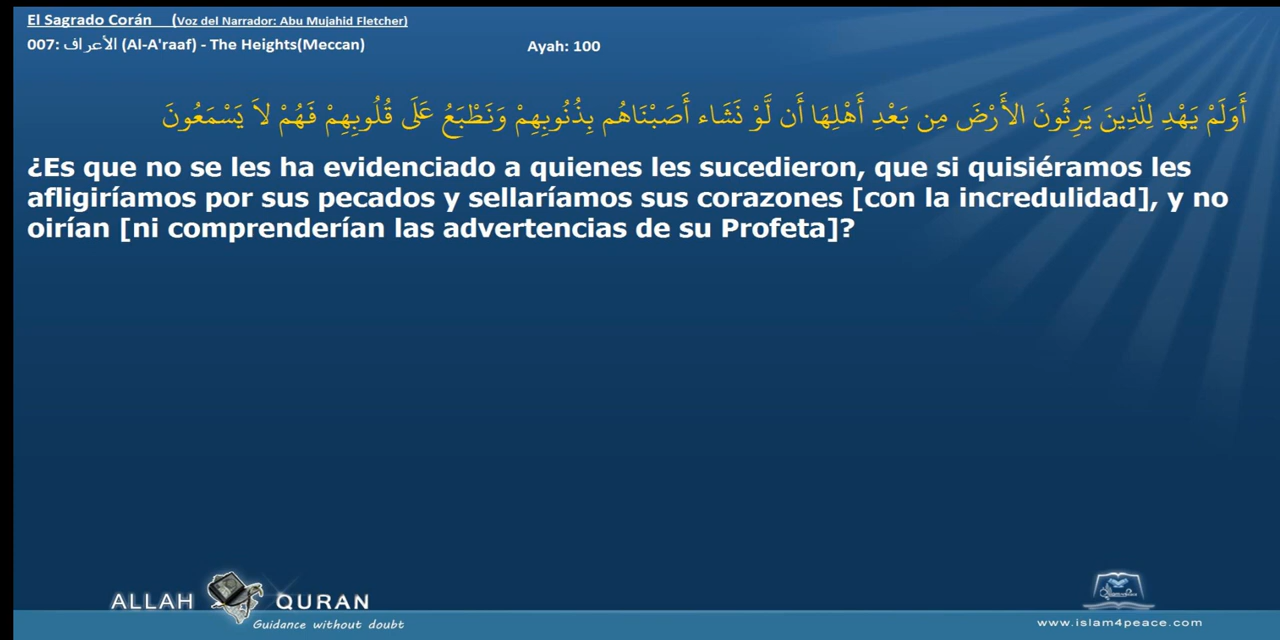 El Sagrado Corán (Voz del Narrador: Abu Mujahid Fletcher)
007: الأعراف (Al-A'raaf) - The Heights(Meccan) Ayah: 100
أَوَلَمْ يَهْدِ لِلَّذِينَ يَرِثُونَ الأَرْضَ مِن بَعْدِ أَهْلِهَا أَن لَّوْ نَشَاء أَصَبْنَاهُم بِذُنُوبِهِمْ وَنَطْبَعُ عَلَى قُلُوبِهِمْ فَهُمْ لاَ يَسْمَعُونَ
¿Es que no se les ha evidenciado a quienes les sucedieron, que si quisiéramos les
afligiríamos por sus pecados y sellaríamos sus corazones [con la incredulidad], y no
oirían [ni comprenderían las advertencias de su Profeta]?
ALLAH QURAN
Guidance without doubt
www.islam4peace.com